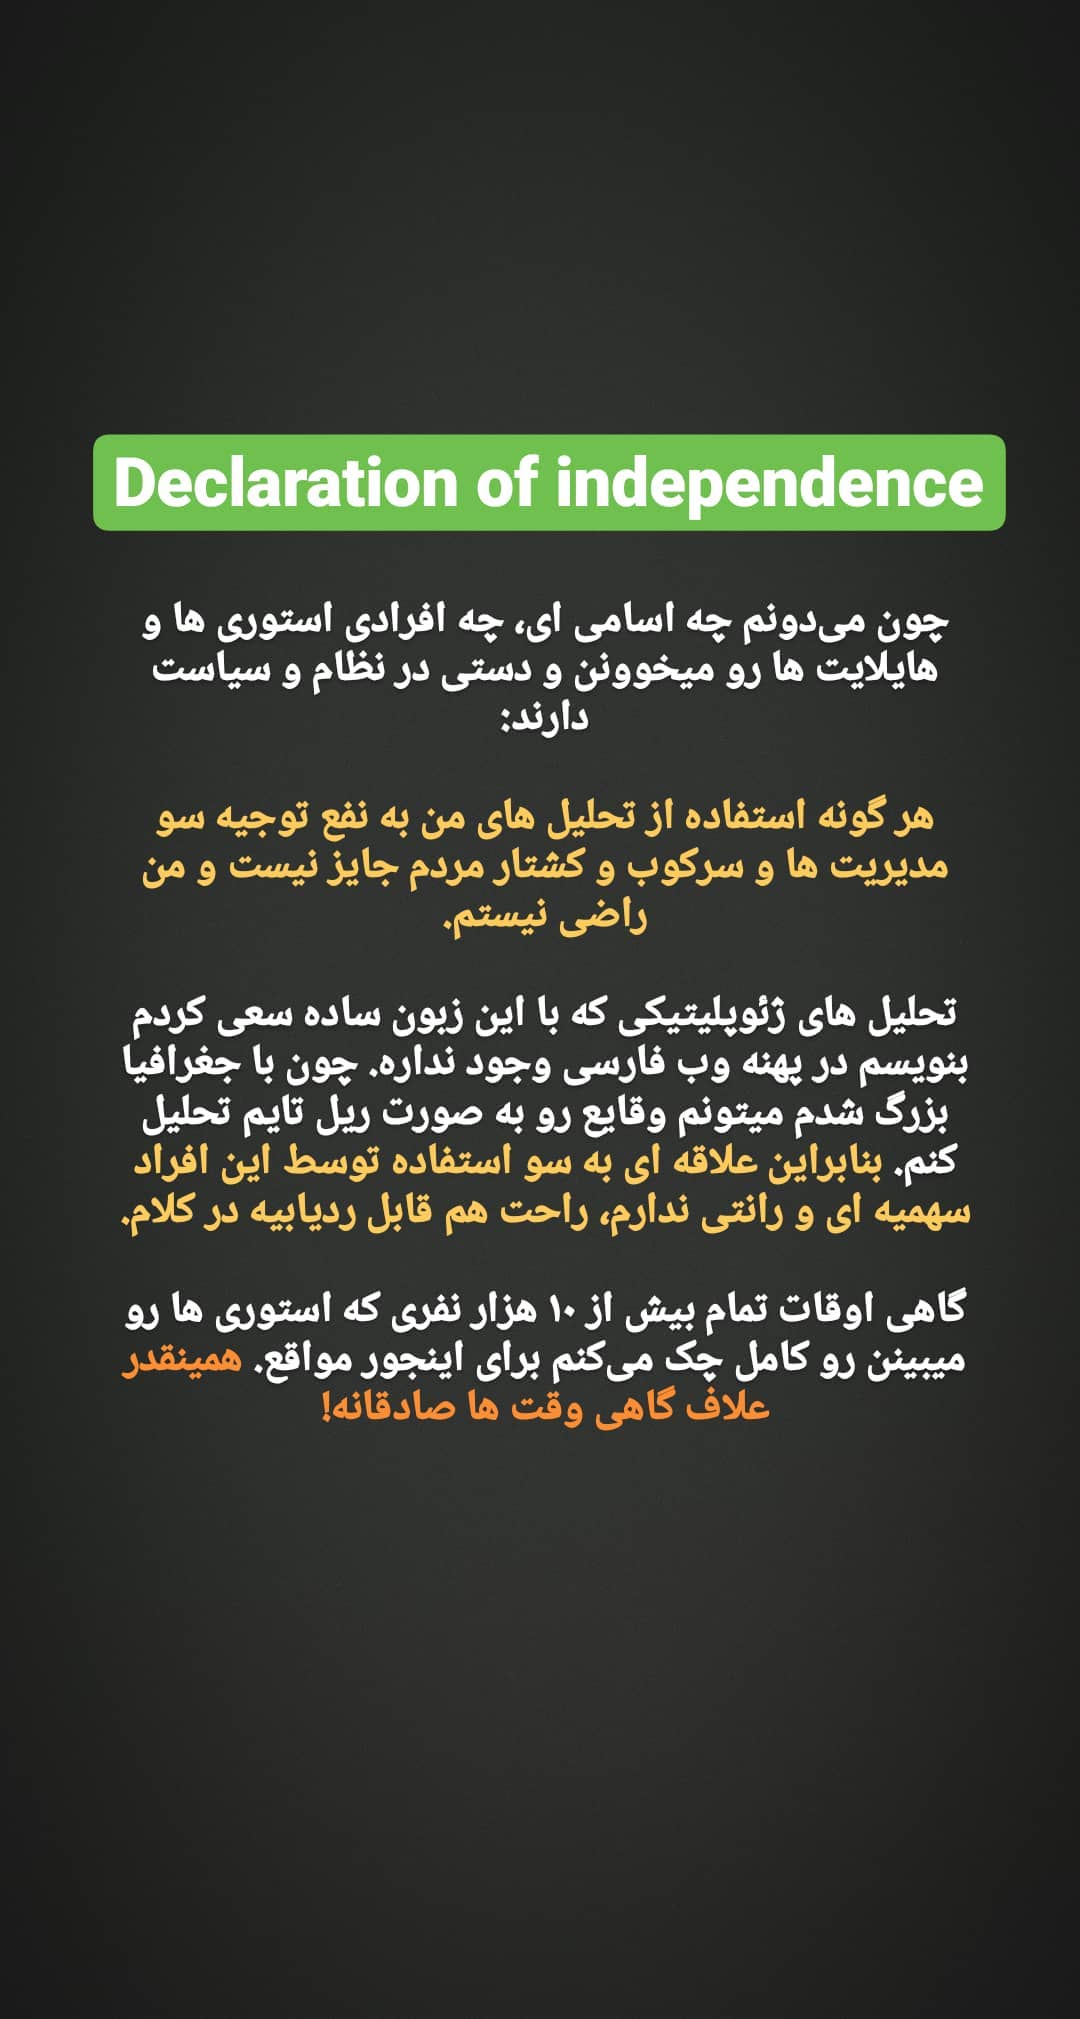 Declaration of independence
چون می‌دونم چه اسامی ای، چه افرادی استوری ها و
هایلایت ها رو میخوونن و دستی در نظام و سیاست
دارند:
هر گونه استفاده از تحلیل های من به نفع توجیه سو
مدیریت ها و سرکوب و کشتار مردم جایز نیست و من
راضی نیستم.
تحلیل های ژئوپلیتیکی که با این زبون ساده سعی کردم
بنویسم در پهنه وب فارسی وجود نداره. چون با جغرافیا
بزرگ شدم میتونم وقایع رو به صورت ریل تایم تحلیل
کنم. بنابراین علاقه ای به سو استفاده توسط این افراد
سهمیه ای و رانتی ندارم، راحت هم قابل ردیابیه در کلام.
گاهی اوقات تمام بیش از ۱۰ هزار نفری که استوری ها رو
میبینن رو کامل چک می‌کنم برای اینجور مواقع. همینقدر
علاف گاهی وقت ها صادقانه!